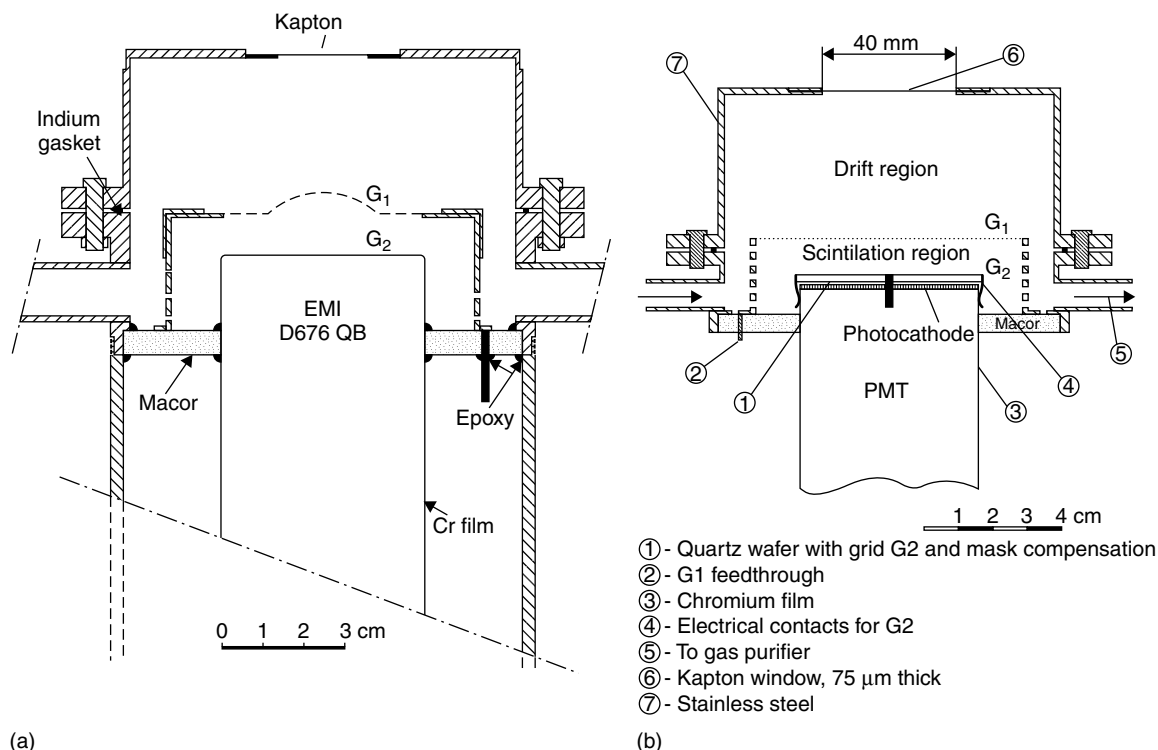 Kapton
Indium
gasket
G1
G2
EMI
D676 QB
Macor
Epoxy
Cr film
0 1 2 3 cm
(a)
40 mm
⑦
⑥
Drift region
G1
Scintilation region
G2
Photocathode
Macor
②
①
PMT
③
④
⑤
1 2 3 4 cm
① - Quartz wafer with grid G2 and mask compensation
② - G1 feedthrough
③ - Chromium film
④ - Electrical contacts for G2
⑤ - To gas purifier
⑥ - Kapton window, 75 μm thick
⑦ - Stainless steel
(b)